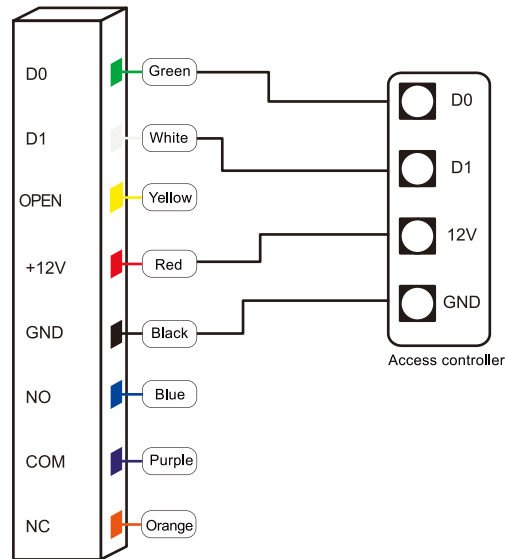 D0 Green D0
D1 White D1
OPEN Yellow
+12V Red 12V
GND Black GND
Access controller
NO Blue
COM Purple
NC Orange